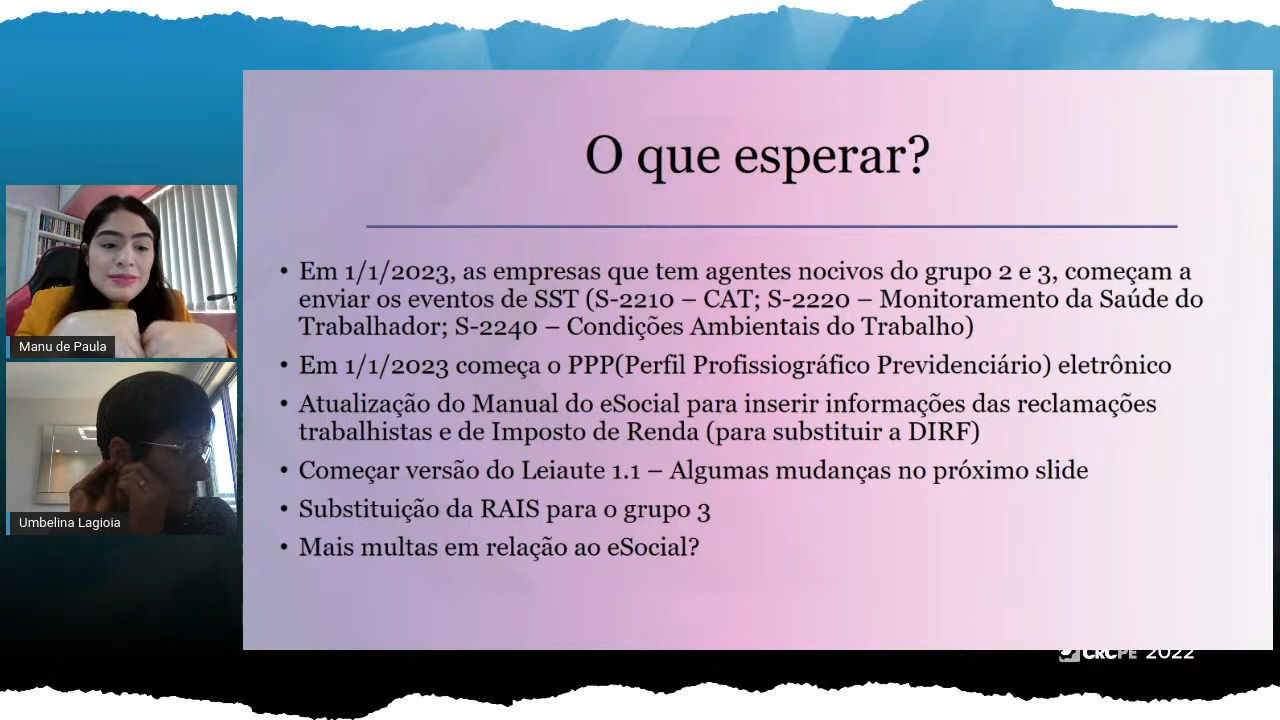 O que esperar?
• Em 1/1/2023, as empresas que tem agentes nocivos do grupo 2 e 3, começam a
enviar os eventos de SST (S-2210 – CAT; S-2220 – Monitoramento da Saúde do
Trabalhador; S-2240 – Condições Ambientais do Trabalho)
• Em 1/1/2023 começa o PPP(Perfil Profissiográfico Previdenciário) eletrônico
• Atualização do Manual do eSocial para inserir informações das reclamações
trabalhistas e de Imposto de Renda (para substituir a DIRF)
• Começar versão do Leiaute 1.1 – Algumas mudanças no próximo slide
• Substituição da RAIS para o grupo 3
• Mais multas em relação ao eSocial?
Manu de Paula
Umbelina Lagioia
CRCPE 2022